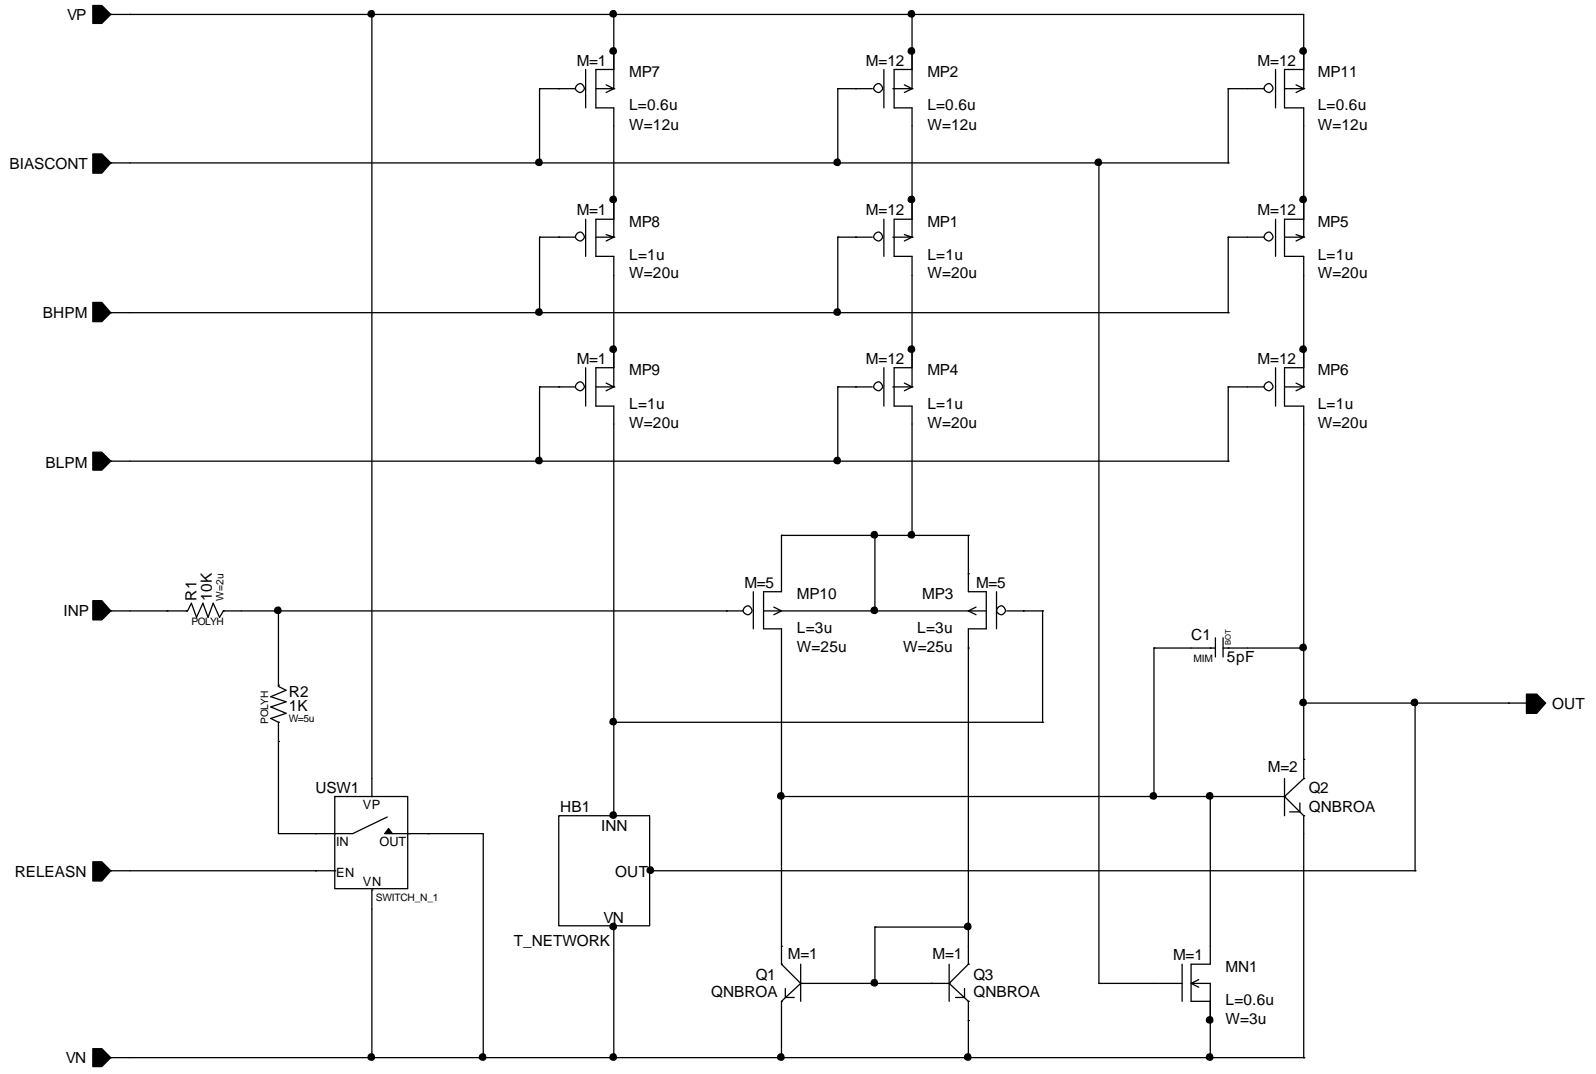 VP
M=1
MP7
L=0.6u
W=12u
M=12
MP2
L=0.6u
W=12u
M=12
MP11
L=0.6u
W=12u
BIASCONT
M=1
MP8
L=1u
W=20u
M=12
MP1
L=1u
W=20u
M=12
MP5
L=1u
W=20u
BHPM
M=1
MP9
L=1u
W=20u
M=12
MP4
L=1u
W=20u
M=12
MP6
L=1u
W=20u
BLPM
INP
R1
10K
W=2u
POLYH
M=5
MP10
L=3u
W=25u
M=5
MP3
L=3u
W=25u
C1
BOT
MIM
5pF
POLYH
R2
1K
W=5u
OUT
USW1
VP
IN
OUT
EN
VN
SWITCH_N_1
HB1
INN
OUT
VN
T_NETWORK
M=2
Q2
QNBROA
RELEASN
M=1
Q1
QNBROA
M=1
Q3
QNBROA
M=1
MN1
L=0.6u
W=3u
VN